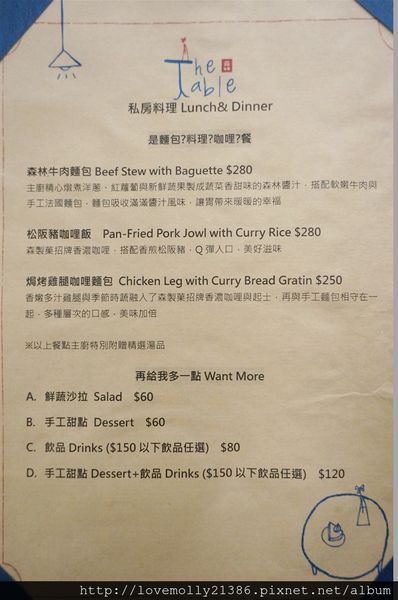 The
Table
私房料理 Lunch& Dinner
是麵包?料理?咖哩?餐
森林牛肉麵包 Beef Stew with Baguette $280
主廚精心燉煮洋蔥、紅蘿蔔與新鮮蔬果製成蔬菜香甜味的森林醬汁，搭配軟嫩牛肉與
手工法國麵包，麵包吸收滿滿醬汁風味，讓胃帶來暖暖的幸福
松阪豬咖哩飯 Pan-Fried Pork Jowl with Curry Rice $280
森製菓招牌香濃咖哩，搭配香煎松阪豬，Q 彈入口，美好滋味
焗烤雞腿咖哩麵包 Chicken Leg with Curry Bread Gratin $250
香嫩多汁雞腿與季節時蔬融入了森製菓招牌香濃咖哩與起士，再與手工麵包相守在一
起，多種層次的口感，美味加倍
※以上餐點主廚特別附贈精選湯品
再給我多一點 Want More
A. 鮮蔬沙拉 Salad $60
B. 手工甜點 Dessert $60
C. 飲品 Drinks ($150 以下飲品任選) $80
D. 手工甜點 Dessert+飲品 Drinks ($150 以下飲品任選) $120
http://lovemolly21386.pixnet.net/album